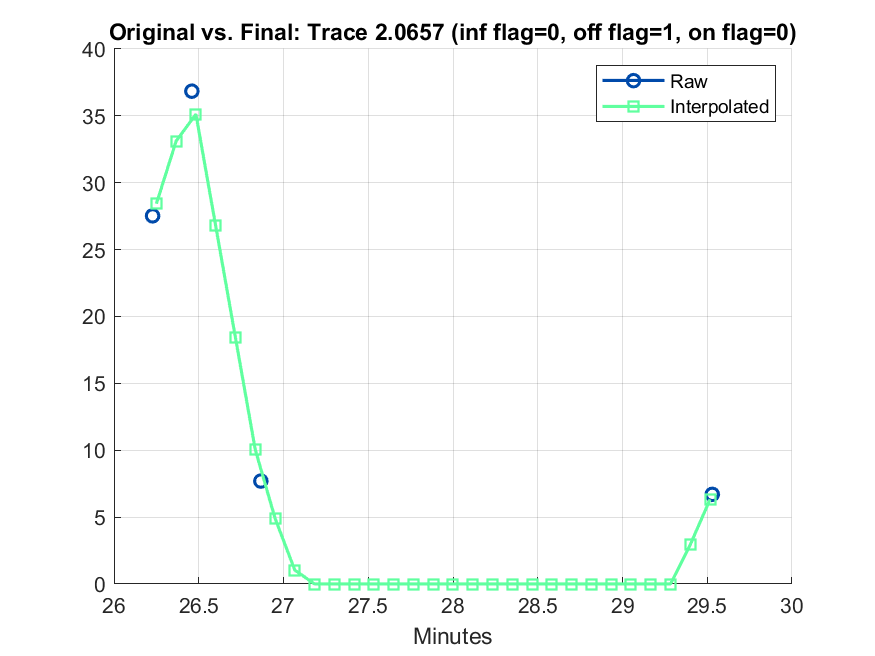 Original vs. Final: Trace 2.0657 (inf flag=0, off flag=1, on flag=0)
40
35
30
25
20
15
10
5
0
Raw
Interpolated
26 26.5 27 27.5 28 28.5 29 29.5 30
Minutes